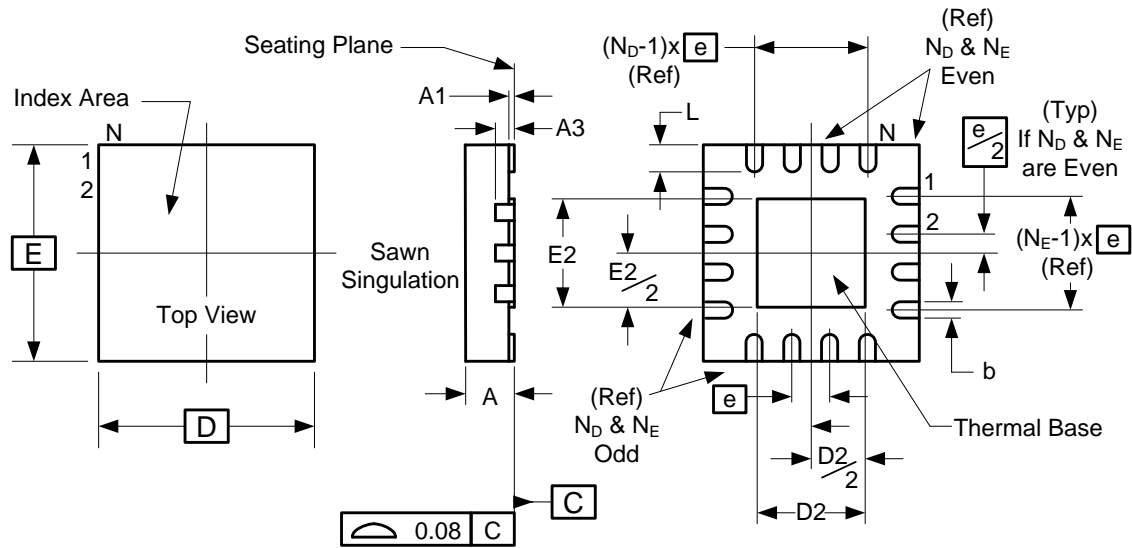 Seating Plane
Index Area
N
1
2
E
Top View
D
A1
A3
Sawn
Singulation
A
C
0.08 C
(N_D-1)x e
(Ref)
L
E2
E2/2
(Ref)
N_D & N_E
Even
N
1
2
e/2
(Typ)
If N_D & N_E
are Even
(N_E-1)x e
(Ref)
b
(Ref)
N_D & N_E
Odd
e
Thermal Base
D2/2
D2